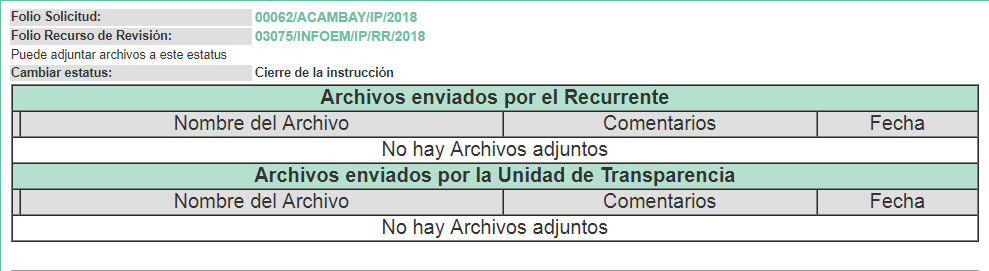 Folio Solicitud: 00062/ACAMBAY/IP/2018
Folio Recurso de Revisión: 03075/INFOEM/IP/RR/2018
Puede adjuntar archivos a este estatus
Cambiar estatus: Cierre de la instrucción
Archivos enviados por el Recurrente
Nombre del Archivo Comentarios Fecha
No hay Archivos adjuntos
Archivos enviados por la Unidad de Transparencia
Nombre del Archivo Comentarios Fecha
No hay Archivos adjuntos